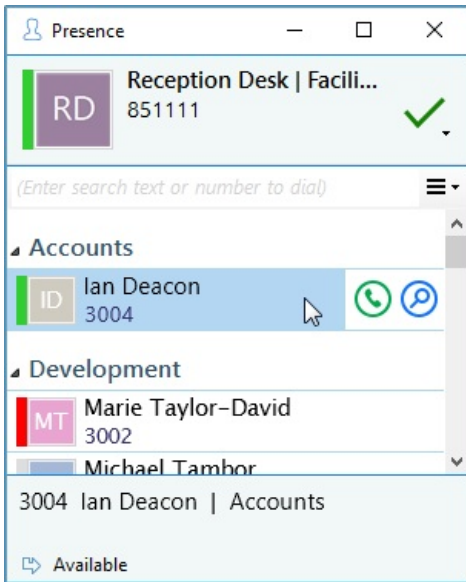 Presence
RD
Reception Desk | Facili...
851111
(Enter search text or number to dial)
Accounts
ID
Ian Deacon
3004
Development
MT
Marie Taylor-David
3002
Michael Tambor
3004 Ian Deacon | Accounts
Available